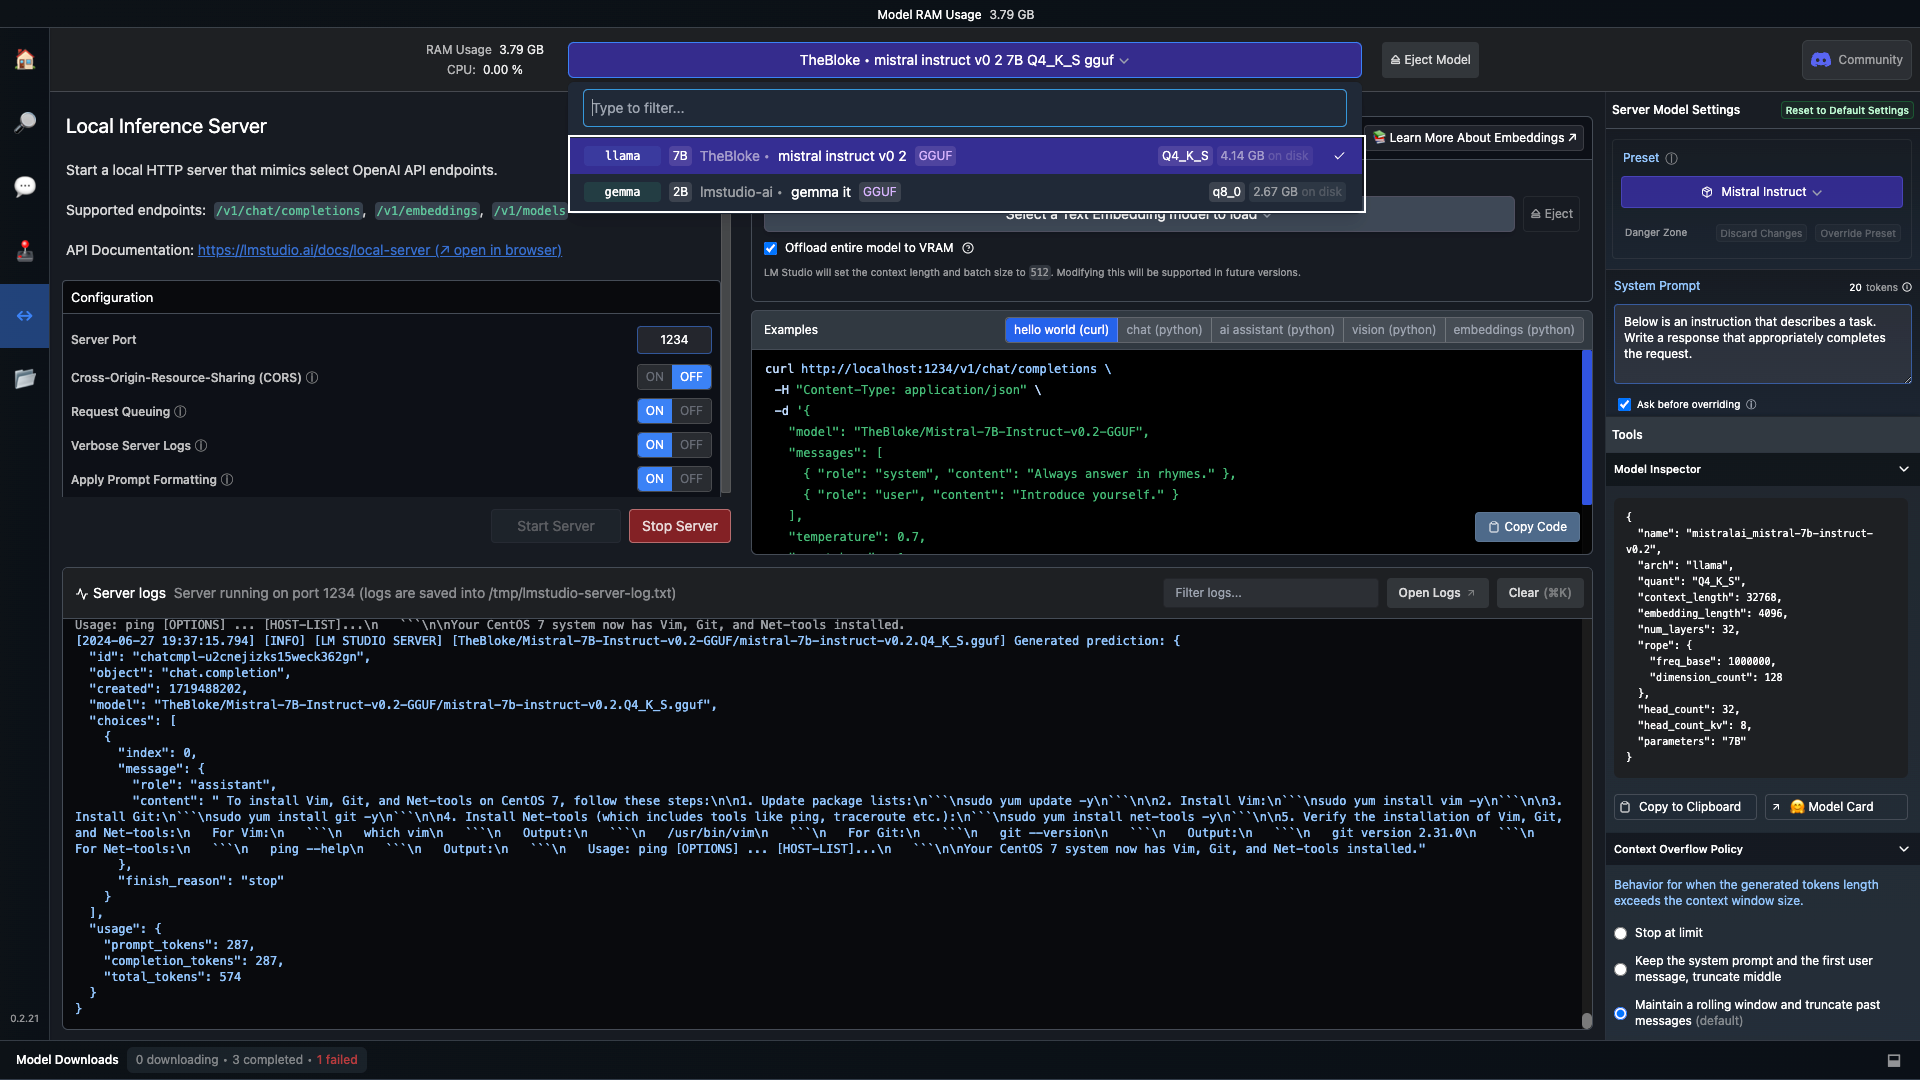 Model RAM Usage 3.79 GB
RAM Usage 3.79 GB
CPU: 0.00 %
TheBloke • mistral instruct v0 2 7B Q4_K_S gguf
Eject Model
Community
Type to filter...
llama 7B TheBloke • mistral instruct v0 2 GGUF Q4_K_S 4.14 GB on disk
gemma 2B lmstudio-ai • gemma it GGUF q8_0 2.67 GB on disk
Local Inference Server
Start a local HTTP server that mimics select OpenAI API endpoints.
Supported endpoints: /v1/chat/completions, /v1/embeddings, /v1/models
API Documentation: https://lmstudio.ai/docs/local-server (↗ open in browser)
Configuration
Server Port 1234
Cross-Origin-Resource-Sharing (CORS) ON OFF
Request Queuing ON OFF
Verbose Server Logs ON OFF
Apply Prompt Formatting ON OFF
Start Server
Stop Server
Learn More About Embeddings ↗
Select a Text Embedding model to load
Eject
Offload entire model to VRAM
LM Studio will set the context length and batch size to 512. Modifying this will be supported in future versions.
Examples
hello world (curl)
chat (python)
ai assistant (python)
vision (python)
embeddings (python)
curl http://localhost:1234/v1/chat/completions \
-H "Content-Type: application/json" \
-d '{
"model": "TheBloke/Mistral-7B-Instruct-v0.2-GGUF",
"messages": [
{ "role": "system", "content": "Always answer in rhymes." },
{ "role": "user", "content": "Introduce yourself." }
],
"temperature": 0.7,
Copy Code
Server logs Server running on port 1234 (logs are saved into /tmp/lmstudio-server-log.txt)
Filter logs...
Open Logs ↗
Clear (⌘K)
Usage: ping [OPTIONS] ... [HOST-LIST]...\n   ```\n\nYour CentOS 7 system now has Vim, Git, and Net-tools installed.
[2024-06-27 19:37:15.794] [INFO] [LM STUDIO SERVER] [TheBloke/Mistral-7B-Instruct-v0.2-GGUF/mistral-7b-instruct-v0.2.Q4_K_S.gguf] Generated prediction: {
"id": "chatcmpl-u2cnejizks15weck362gn",
"object": "chat.completion",
"created": 1719488202,
"model": "TheBloke/Mistral-7B-Instruct-v0.2-GGUF/mistral-7b-instruct-v0.2.Q4_K_S.gguf",
"choices": [
{
"index": 0,
"message": {
"role": "assistant",
"content": " To install Vim, Git, and Net-tools on CentOS 7, follow these steps:\n\n1. Update package lists:\n```\nsudo yum update -y\n```\n\n2. Install Vim:\n```\nsudo yum install vim -y\n```\n\n3.
Install Git:\n```\nsudo yum install git -y\n```\n\n4. Install Net-tools (which includes tools like ping, traceroute etc.):\n```\nsudo yum install net-tools -y\n```\n\n5. Verify the installation of Vim, Git,
and Net-tools:\n   For Vim:\n   ```\n   which vim\n   ```\n   Output:\n   ```\n   /usr/bin/vim\n   ```\n   For Git:\n   ```\n   git --version\n   ```\n   Output:\n   ```\n   git version 2.31.0\n   ```\n
For Net-tools:\n   ```\n   ping --help\n   ```\n   Output:\n   ```\n   Usage: ping [OPTIONS] ... [HOST-LIST]...\n   ```\n\nYour CentOS 7 system now has Vim, Git, and Net-tools installed."
},
"finish_reason": "stop"
}
],
"usage": {
"prompt_tokens": 287,
"completion_tokens": 287,
"total_tokens": 574
}
}
Server Model Settings
Reset to Default Settings
Preset
Mistral Instruct
Danger Zone
Discard Changes
Override Preset
System Prompt 20 tokens
Below is an instruction that describes a task.
Write a response that appropriately completes
the request.
Ask before overriding
Tools
Model Inspector
{
"name": "mistralai_mistral-7b-instruct-
v0.2",
"arch": "llama",
"quant": "Q4_K_S",
"context_length": 32768,
"embedding_length": 4096,
"num_layers": 32,
"rope": {
"freq_base": 1000000,
"dimension_count": 128
},
"head_count": 32,
"head_count_kv": 8,
"parameters": "7B"
}
Copy to Clipboard
↗ Model Card
Context Overflow Policy
Behavior for when the generated tokens length
exceeds the context window size.
Stop at limit
Keep the system prompt and the first user
message, truncate middle
Maintain a rolling window and truncate past
messages (default)
0.2.21
Model Downloads 0 downloading • 3 completed • 1 failed